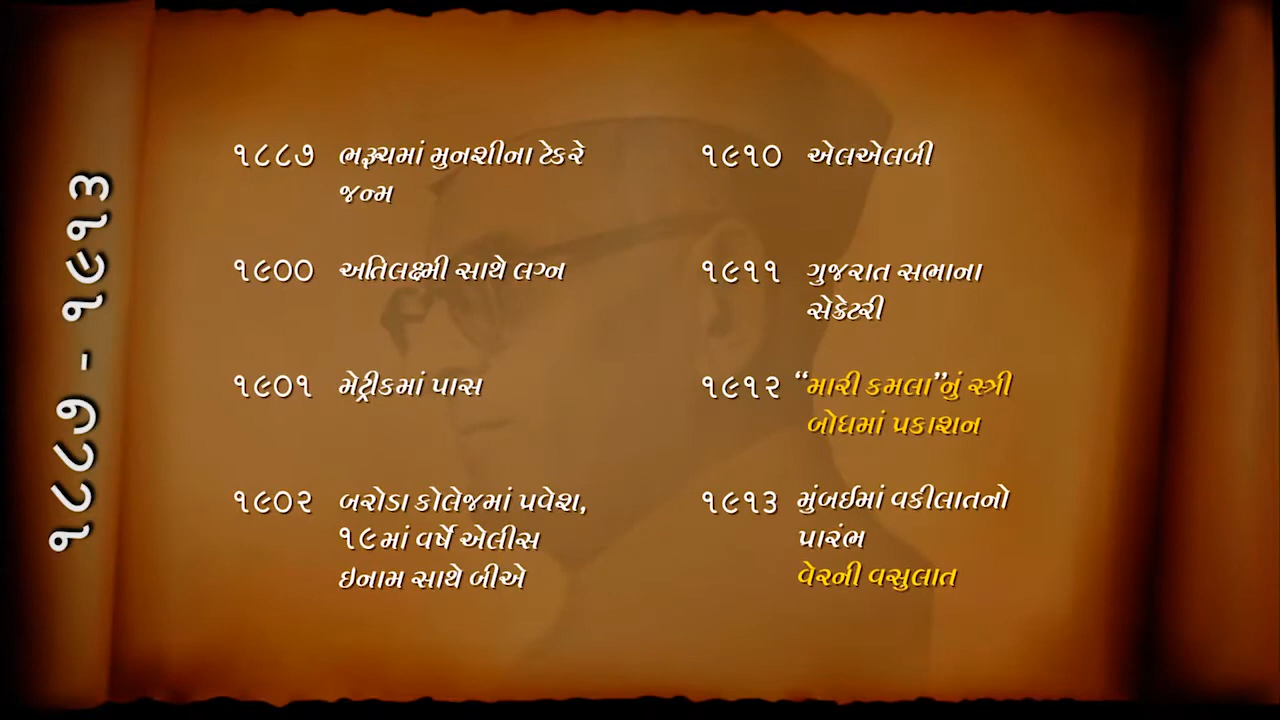 ૧૮૮૭ - ૧૯૧૩
૧૮૮૭ ભરૂચમાં મુનશીના ટેકરે
જન્મ
૧૯૦૦ અતિલક્ષ્મી સાથે લગ્ન
૧૯૦૧ મેટ્રીકમાં પાસ
૧૯૦૨ બરોડા કોલેજમાં પ્રવેશ,
૧૯માં વર્ષે એલીસ
ઇનામ સાથે બીએ
૧૯૧૦ એલએલબી
૧૯૧૧ ગુજરાત સભાના
સેક્રેટરી
૧૯૧૨ “મારી કમલા”નું સ્ત્રી
બોધમાં પ્રકાશન
૧૯૧૩ મુંબઈમાં વકીલાતનો
પ્રારંભ
વેરની વસુલાત